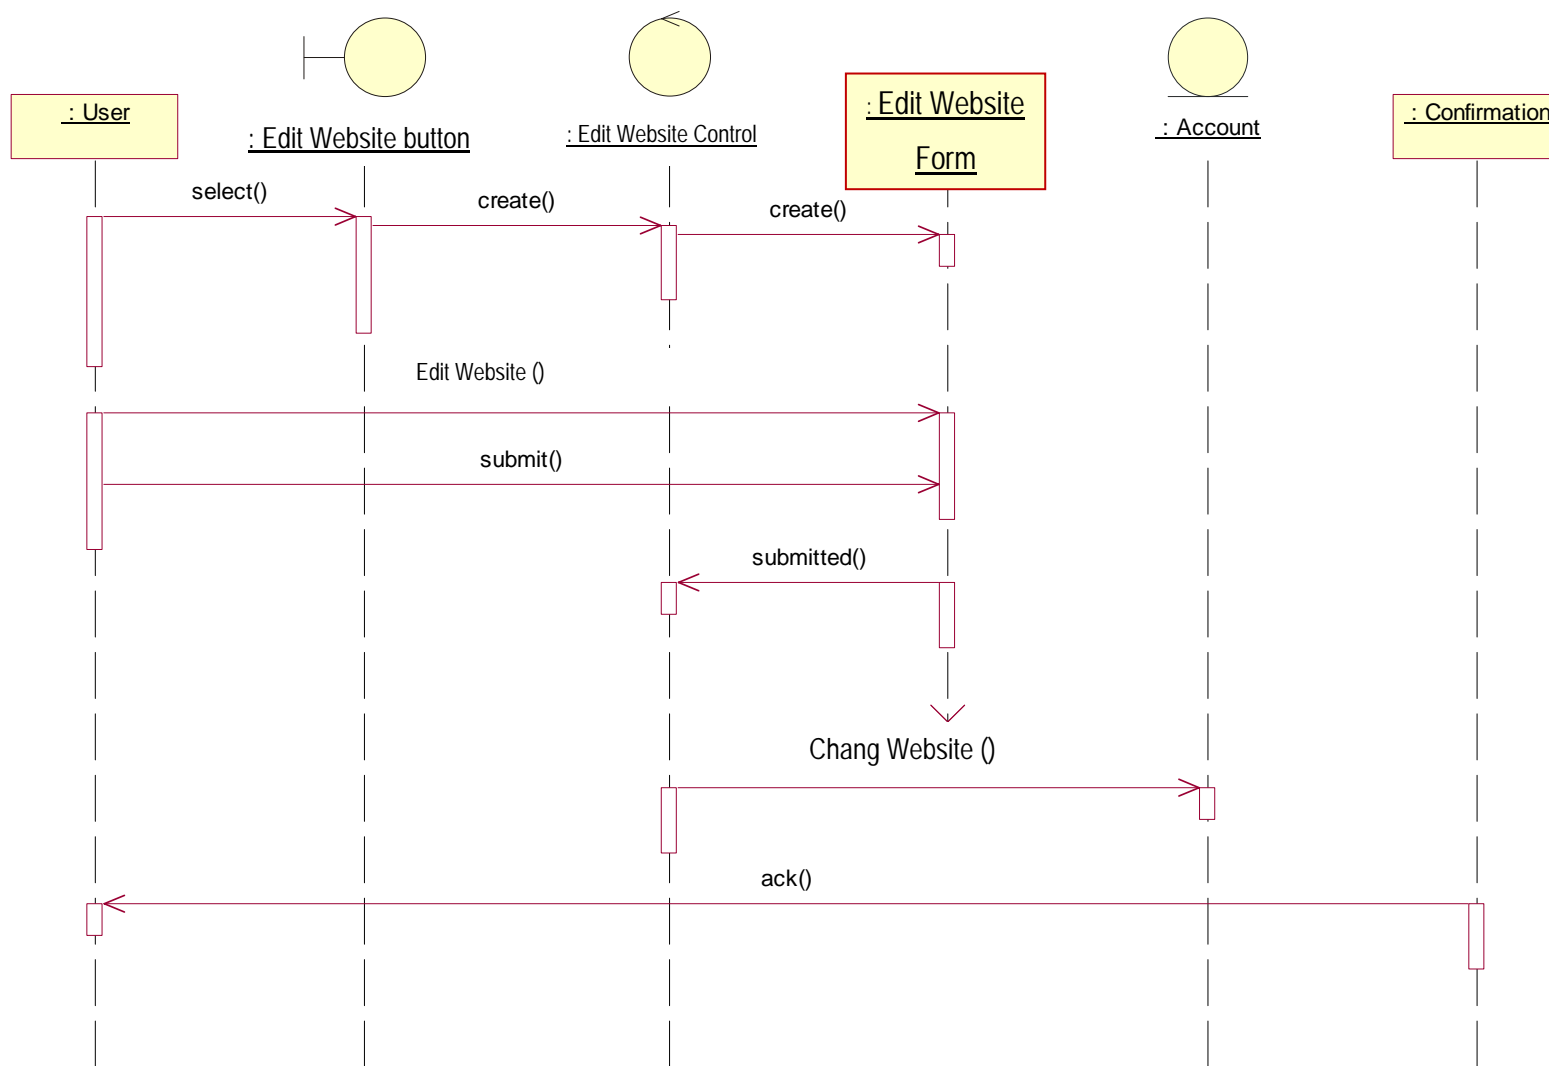 : User
: Edit Website button
: Edit Website Control
: Edit Website
Form
: Account
: Confirmation
select()
create()
create()
Edit Website ()
submit()
submitted()
Chang Website ()
ack()